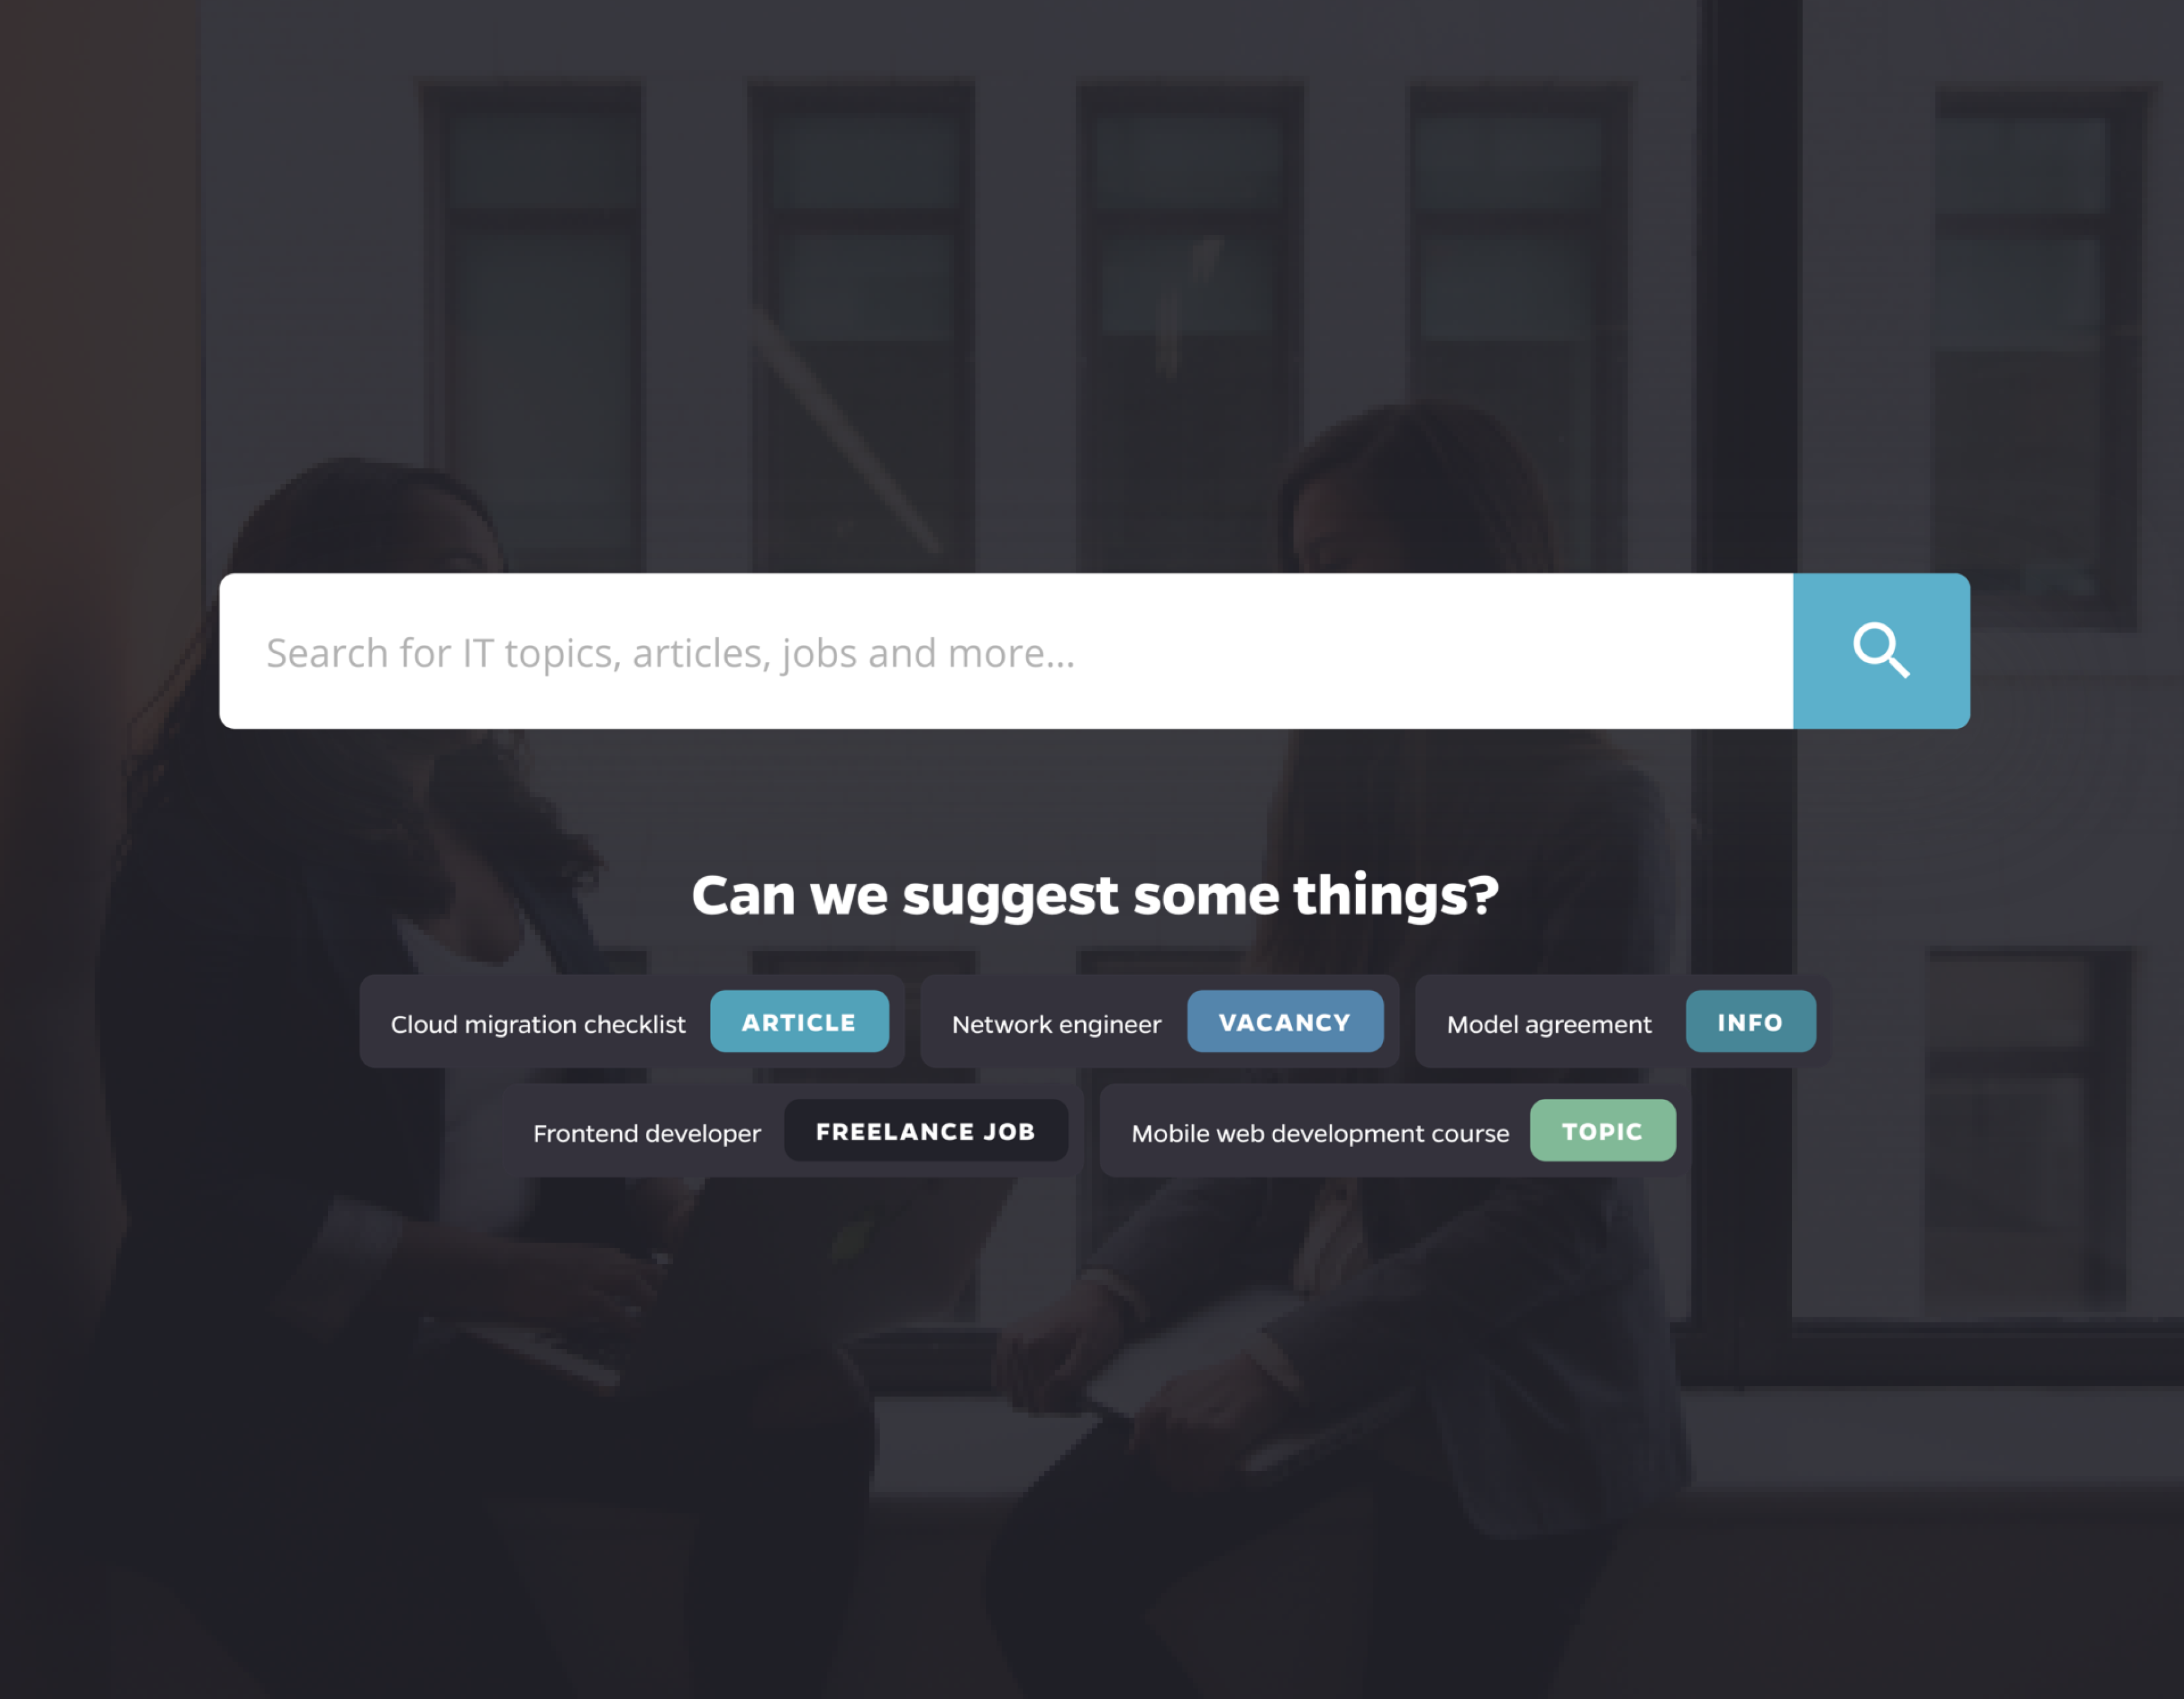 Search for IT topics, articles, jobs and more...
Can we suggest some things?
Cloud migration checklist ARTICLE Network engineer VACANCY Model agreement INFO
Frontend developer FREELANCE JOB Mobile web development course TOPIC